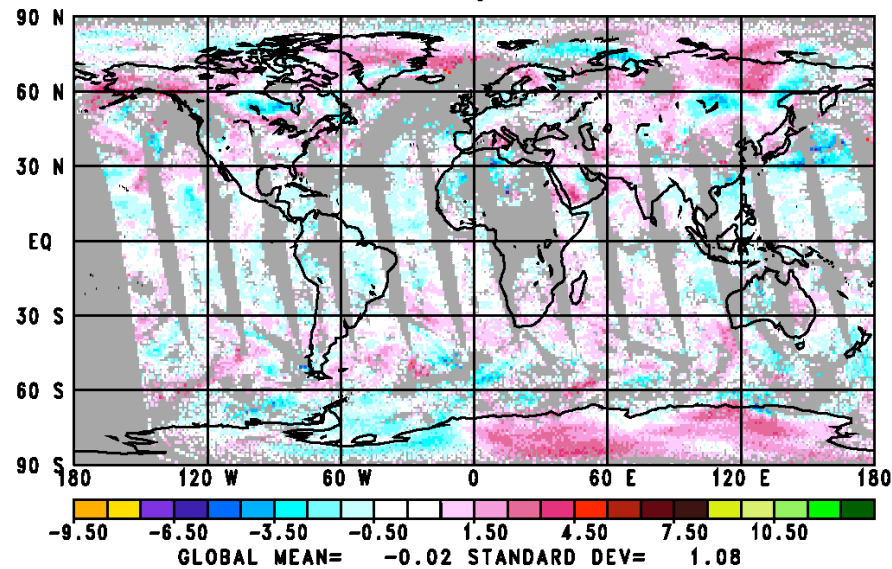 90 N
60 N
30 N
EQ
30 S
60 S
90 S
180 120 W 60 W 0 60 E 120 E 180
-9.50 -6.50 -3.50 -0.50 1.50 4.50 7.50 10.50
GLOBAL MEAN= -0.02 STANDARD DEV= 1.08